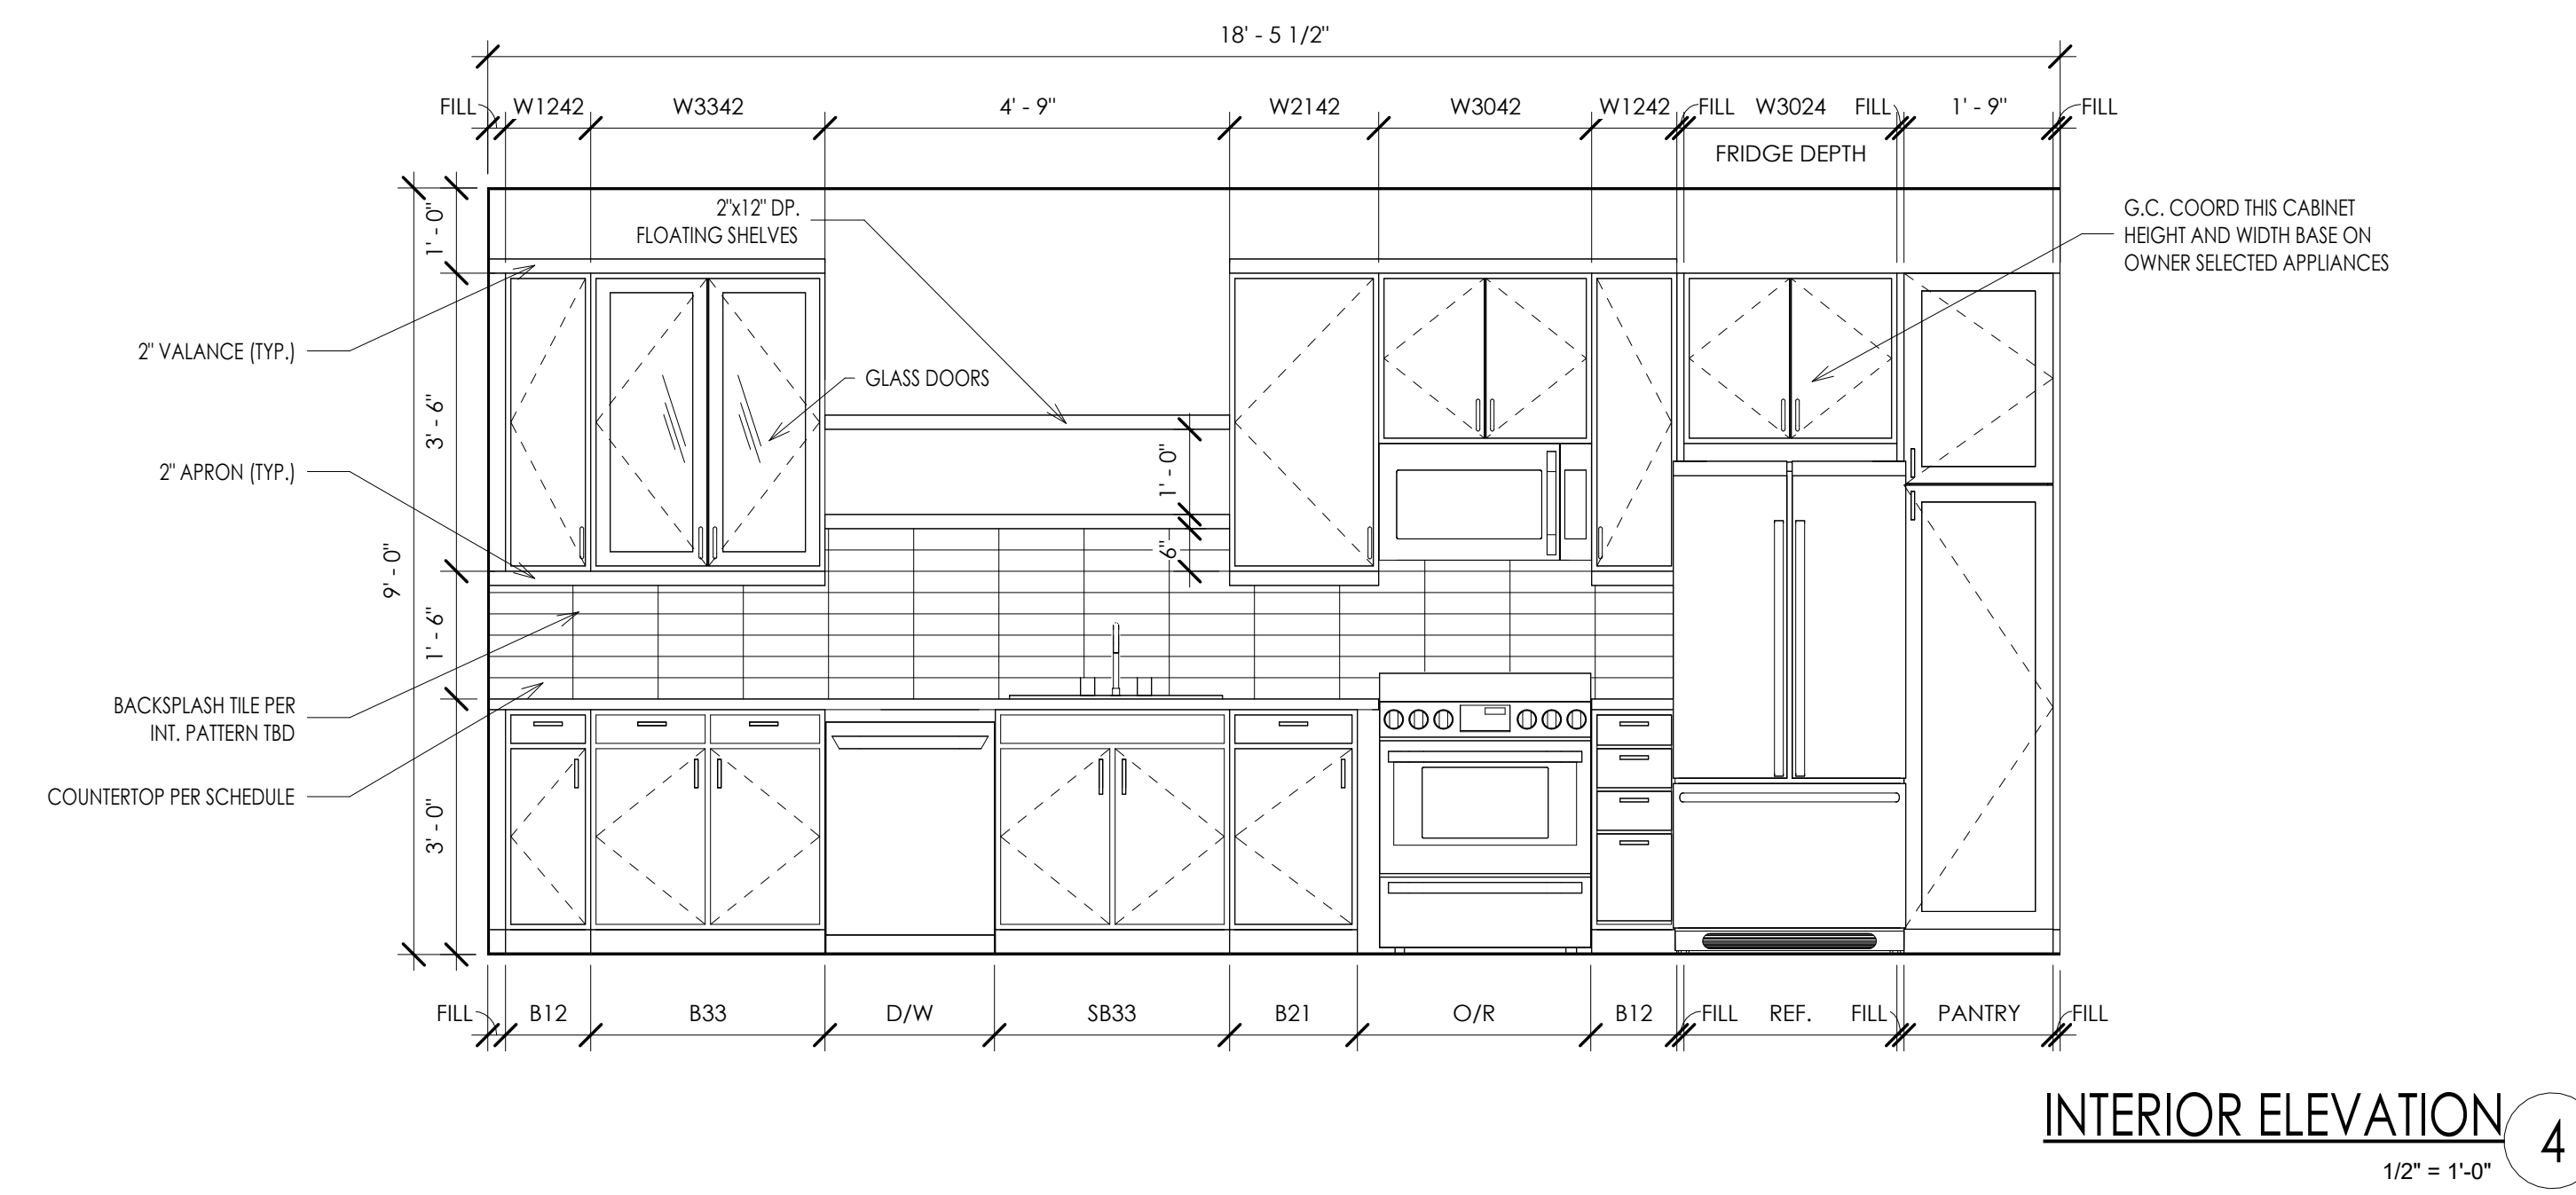 18' - 5 1/2"
FILL W1242 W3342 4' - 9" W2142 W3042 W1242 FILL W3024 FILL 1' - 9" FILL
FRIDGE DEPTH
2"x12" DP.
FLOATING SHELVES
G.C. COORD THIS CABINET
HEIGHT AND WIDTH BASE ON
OWNER SELECTED APPLIANCES
1' - 0"
2" VALANCE (TYP.)
GLASS DOORS
3' - 6"
2" APRON (TYP.)
1' - 0"
6"
9' - 0"
1' - 6"
BACKSPLASH TILE PER
INT. PATTERN TBD
COUNTERTOP PER SCHEDULE
3' - 0"
FILL B12 B33 D/W SB33 B21 O/R B12 FILL REF. FILL PANTRY FILL
INTERIOR ELEVATION 4
1/2" = 1'-0"